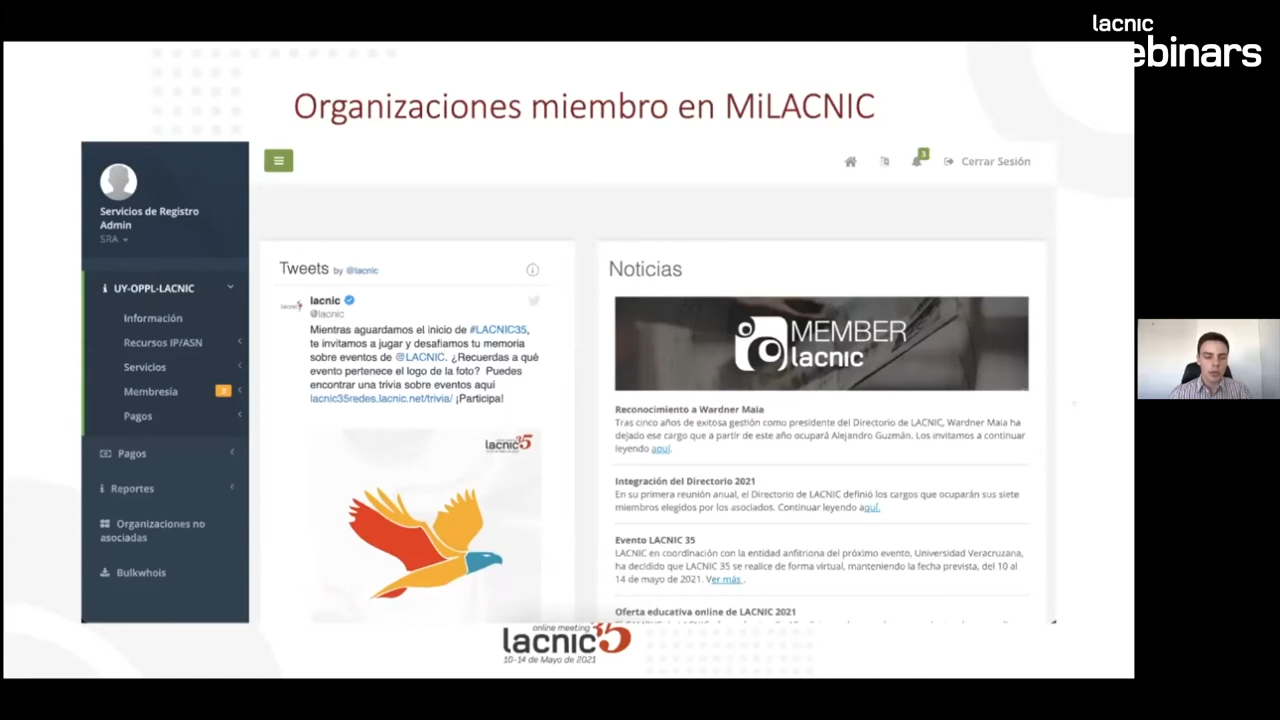 lacnic
ebinars
Organizaciones miembro en MiLACNIC
Servicios de Registro
Admin
SRA
UY-OPPL-LACNIC
Información
Recursos IP/ASN
Servicios
Membresía
3
Pagos
Pagos
Reportes
Organizaciones no
asociadas
Bulkwhois
3
Cerrar Sesión
Tweets by @lacnic
lacnic
@lacnic
Mientras aguardamos el inicio de #LACNIC35,
te invitamos a jugar y desafiamos tu memoria
sobre eventos de @LACNIC. ¿Recuerdas a qué
evento pertenece el logo de la foto? Puedes
encontrar una trivia sobre eventos aquí
lacnic35redes.lacnic.net/trivia/ ¡Participa!
lacnic35
Noticias
MEMBER
lacnic
Reconocimiento a Wardner Maia
Tras cinco años de exitosa gestión como presidente del Directorio de LACNIC, Wardner Maia ha
dejado ese cargo que a partir de este año ocupará Alejandro Guzmán. Los invitamos a continuar
leyendo aquí.
Integración del Directorio 2021
En su primera reunión anual, el Directorio de LACNIC definió los cargos que ocuparán sus siete
miembros elegidos por los asociados. Continuar leyendo aquí.
Evento LACNIC 35
LACNIC en coordinación con la entidad anfitriona del próximo evento, Universidad Veracruzana,
ha decidido que LACNIC 35 se realice de forma virtual, manteniendo la fecha prevista, del 10 al
14 de mayo de 2021. Ver más .
Oferta educativa online de LACNIC 2021
online meeting
lacnic35
10-14 de Mayo de 2021